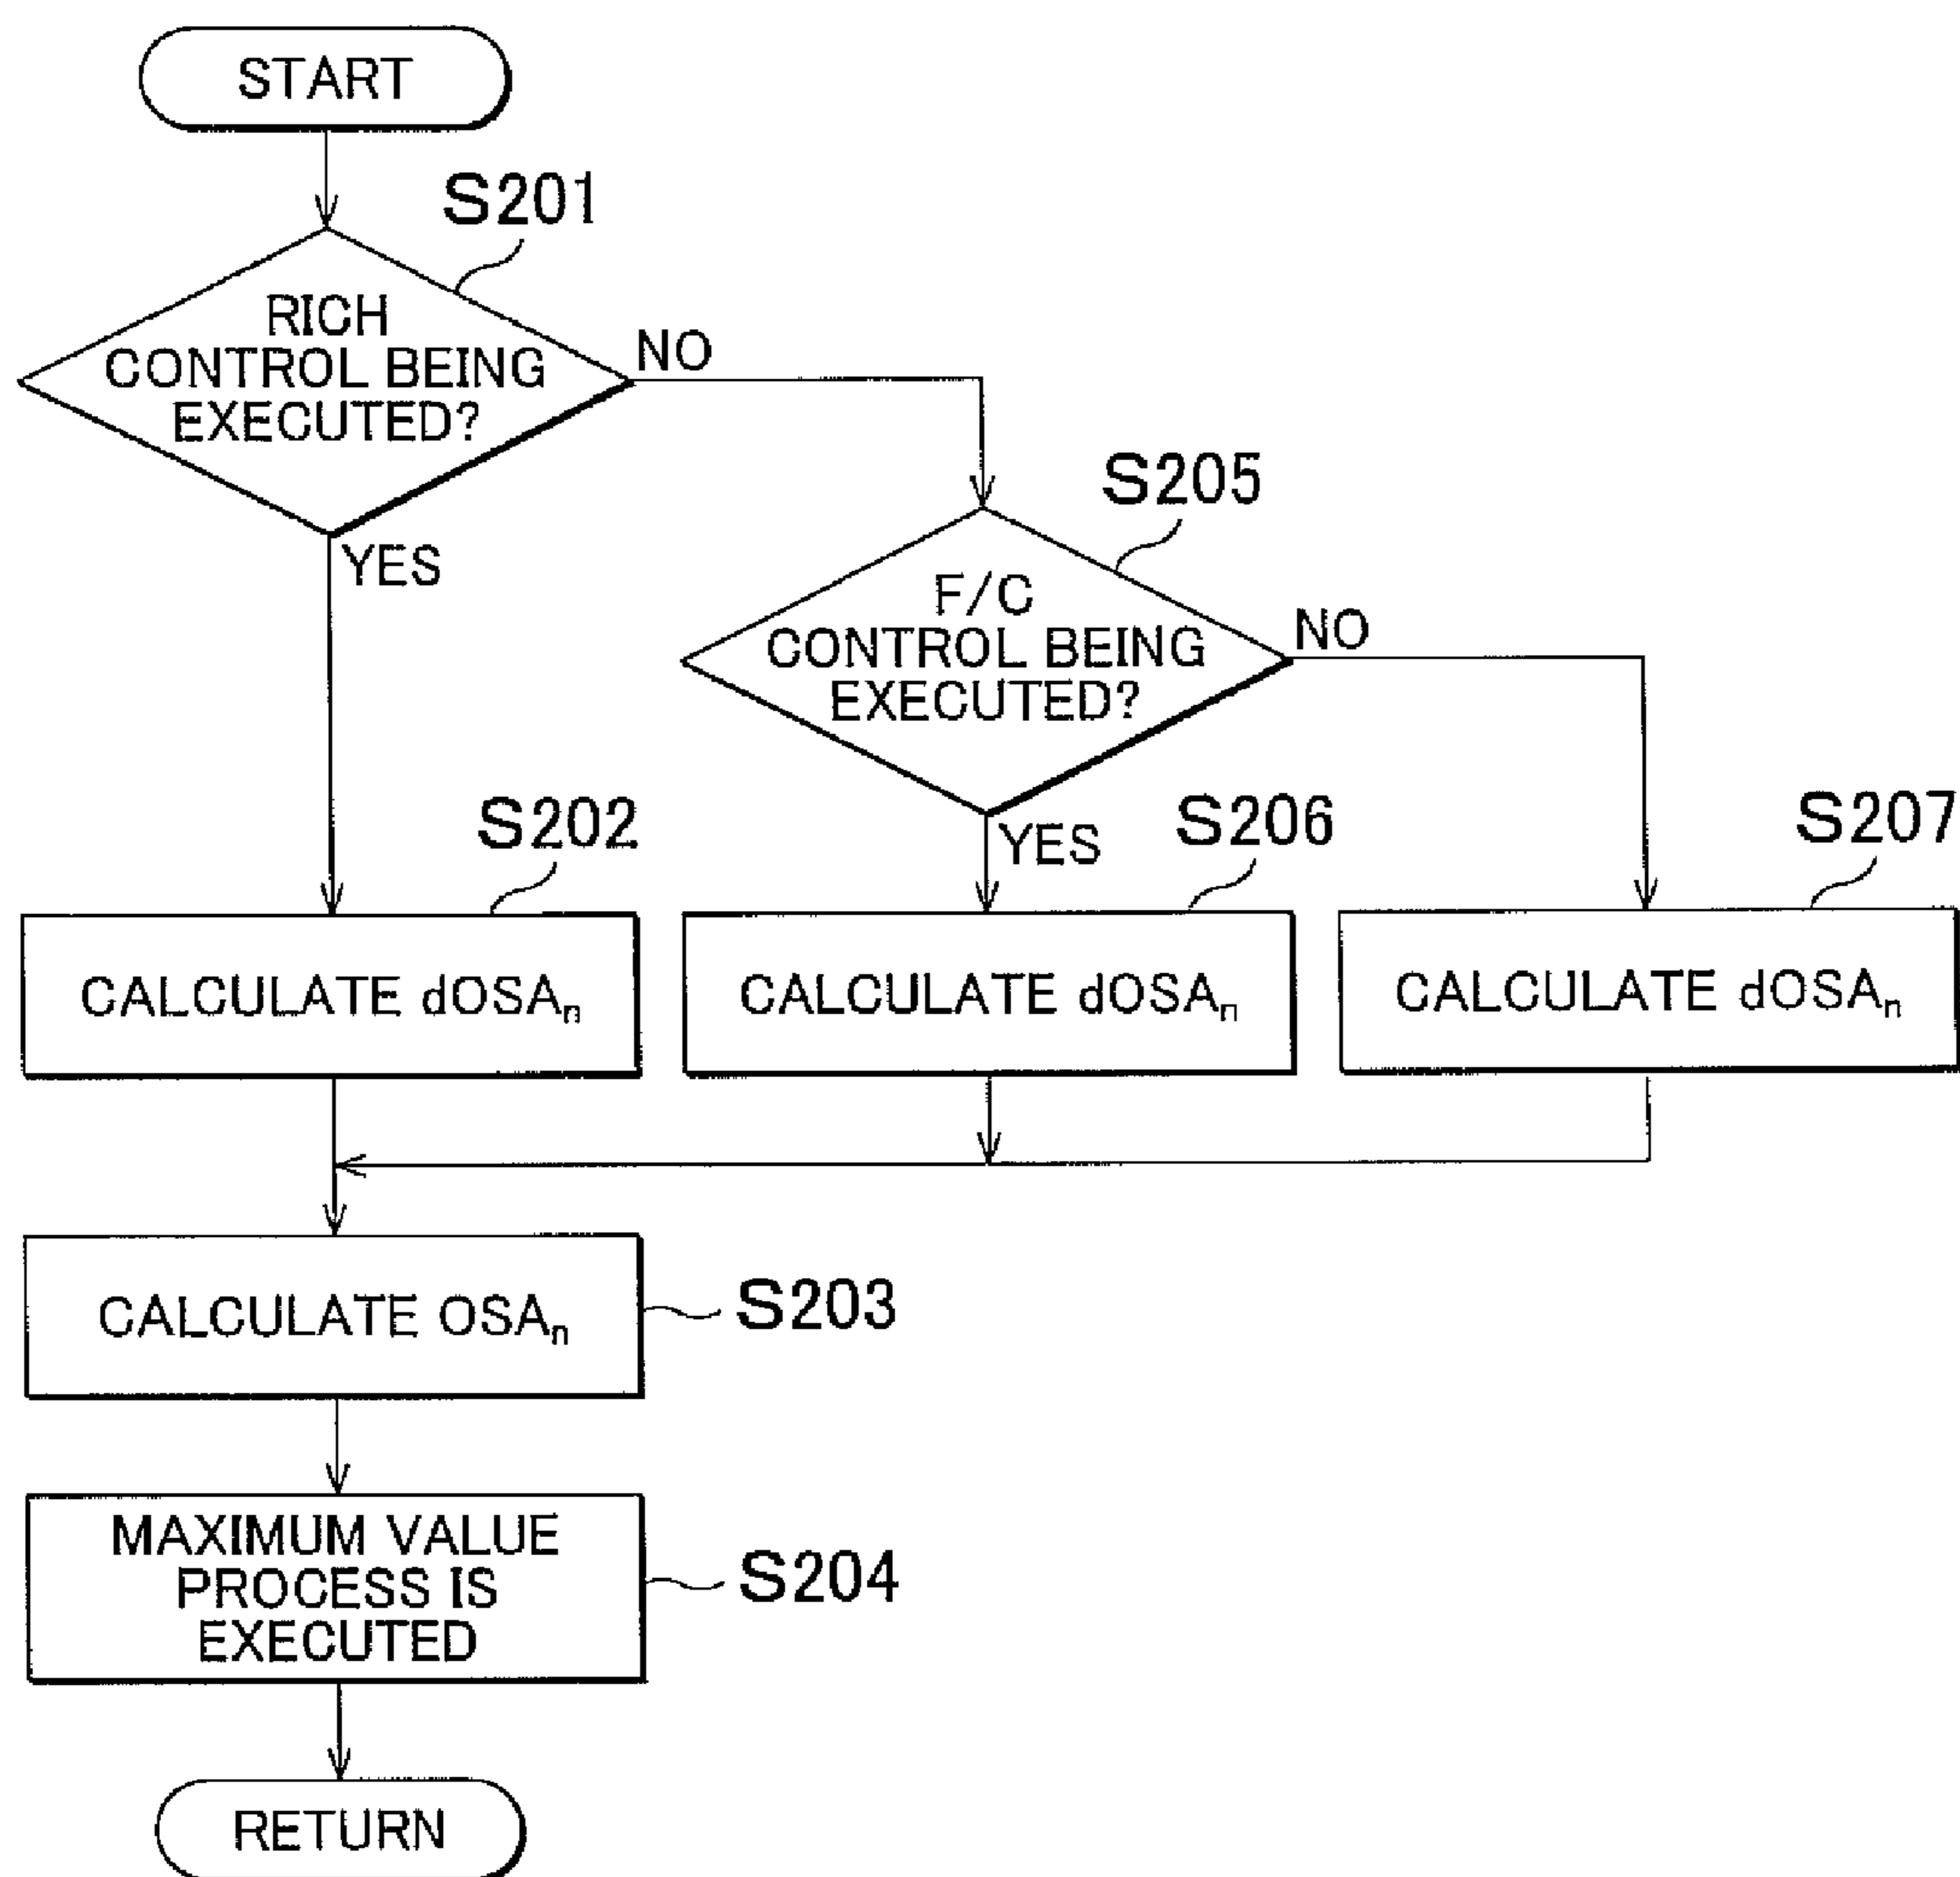 START
S201
RICH
CONTROL BEING
EXECUTED?
NO
YES
S205
F/C
CONTROL BEING
EXECUTED?
NO
YES
S202
S206
S207
CALCULATE dOSAₙ
CALCULATE dOSAₙ
CALCULATE dOSAₙ
CALCULATE OSAₙ
S203
MAXIMUM VALUE
PROCESS IS
EXECUTED
S204
RETURN